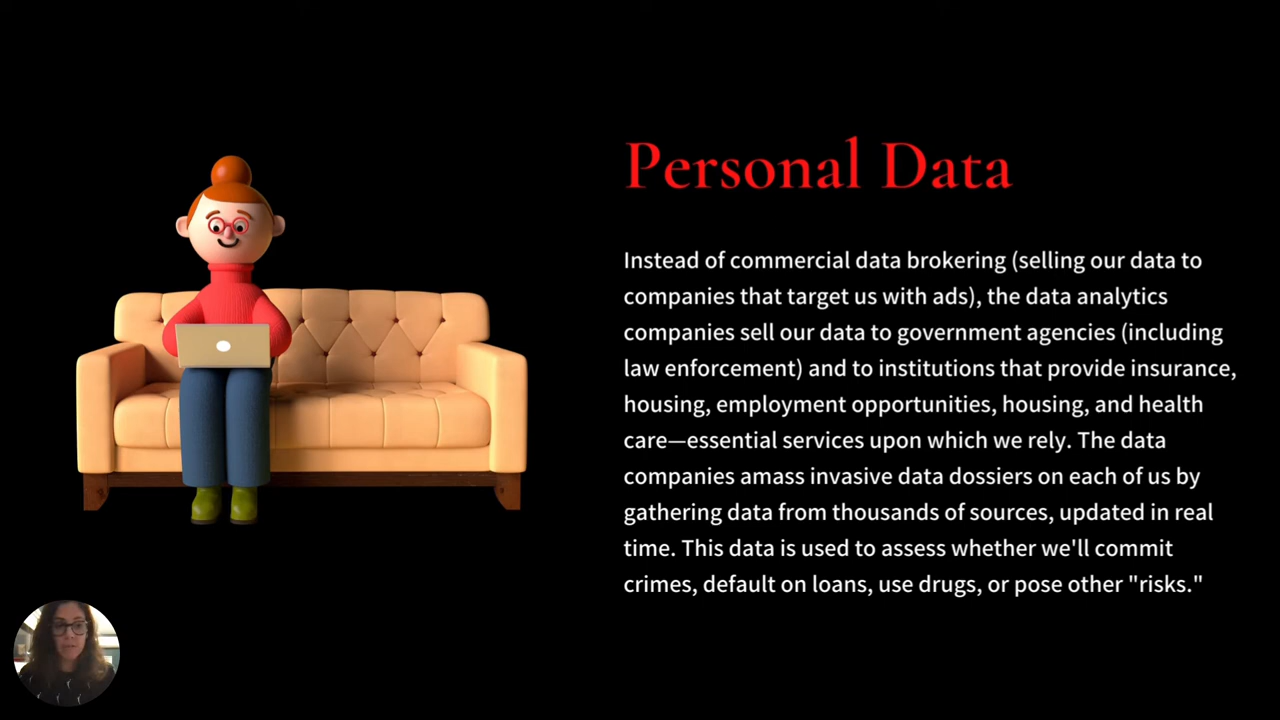 Personal Data
Instead of commercial data brokering (selling our data to
companies that target us with ads), the data analytics
companies sell our data to government agencies (including
law enforcement) and to institutions that provide insurance,
housing, employment opportunities, housing, and health
care—essential services upon which we rely. The data
companies amass invasive data dossiers on each of us by
gathering data from thousands of sources, updated in real
time. This data is used to assess whether we'll commit
crimes, default on loans, use drugs, or pose other "risks."